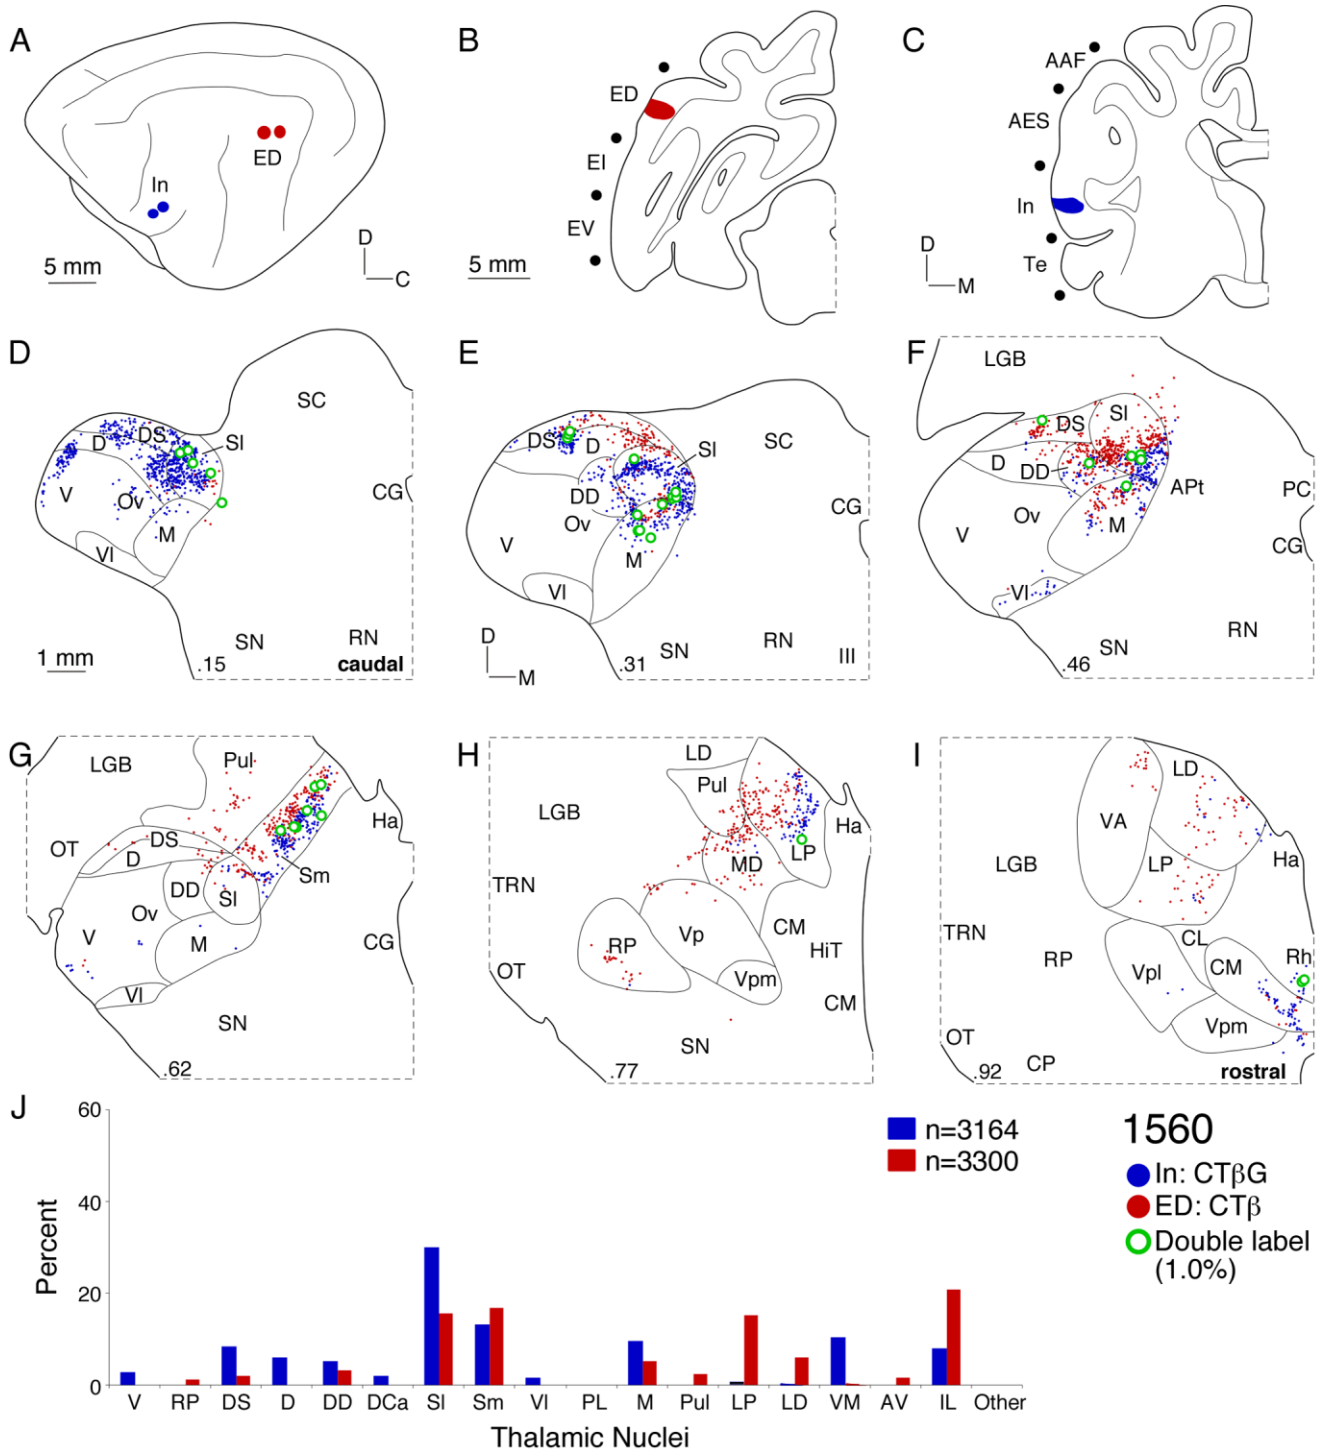 A
In
ED
5 mm
D
C
B
ED
EI
EV
5 mm
C
AAF
AES
In
Te
D
M
D
SC
D
DS
SI
V
Ov
M
VI
CG
SN
RN
1 mm
.15
caudal
E
DS
D
SI
SC
DD
Ov
V
M
VI
CG
D
M
SN
RN
III
.31
F
LGB
SI
DS
D
DD
APt
PC
Ov
V
M
CG
VI
SN
RN
.46
G
LGB
Pul
Ha
OT
DS
D
Sm
DD
SI
Ov
V
M
CG
VI
SN
.62
H
LD
Pul
LGB
Ha
MD
LP
TRN
CM
RP
Vp
HiT
OT
Vpm
CM
SN
.77
I
LD
VA
LGB
LP
Ha
TRN
CL
Rh
RP
Vpl
CM
Vpm
OT
CP
.92
rostral
J
60
40
20
0
Percent
n=3164
n=3300
V RP DS D DD DCa SI Sm VI PL M Pul LP LD VM AV IL Other
Thalamic Nuclei
1560
In: CTβG
ED: CTβ
Double label
(1.0%)